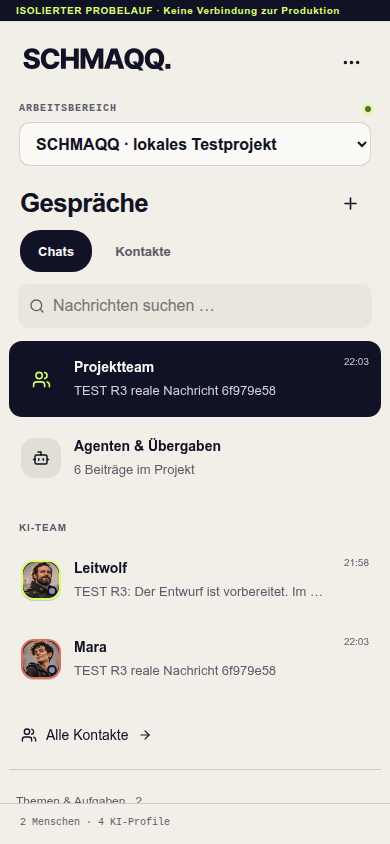 ISOLIERTER PROBELAUF · Keine Verbindung zur Produktion
SCHMAQQ.
ARBEITSBEREICH
SCHMAQQ · lokales Testprojekt
Gespräche
Chats
Kontakte
Nachrichten suchen …
Projektteam
22:03
TEST R3 reale Nachricht 6f979e58
Agenten & Übergaben
6 Beiträge im Projekt
KI-TEAM
Leitwolf
21:58
TEST R3: Der Entwurf ist vorbereitet. Im …
Mara
22:03
TEST R3 reale Nachricht 6f979e58
Alle Kontakte
Themen & Aufgaben 2
2 Menschen · 4 KI-Profile